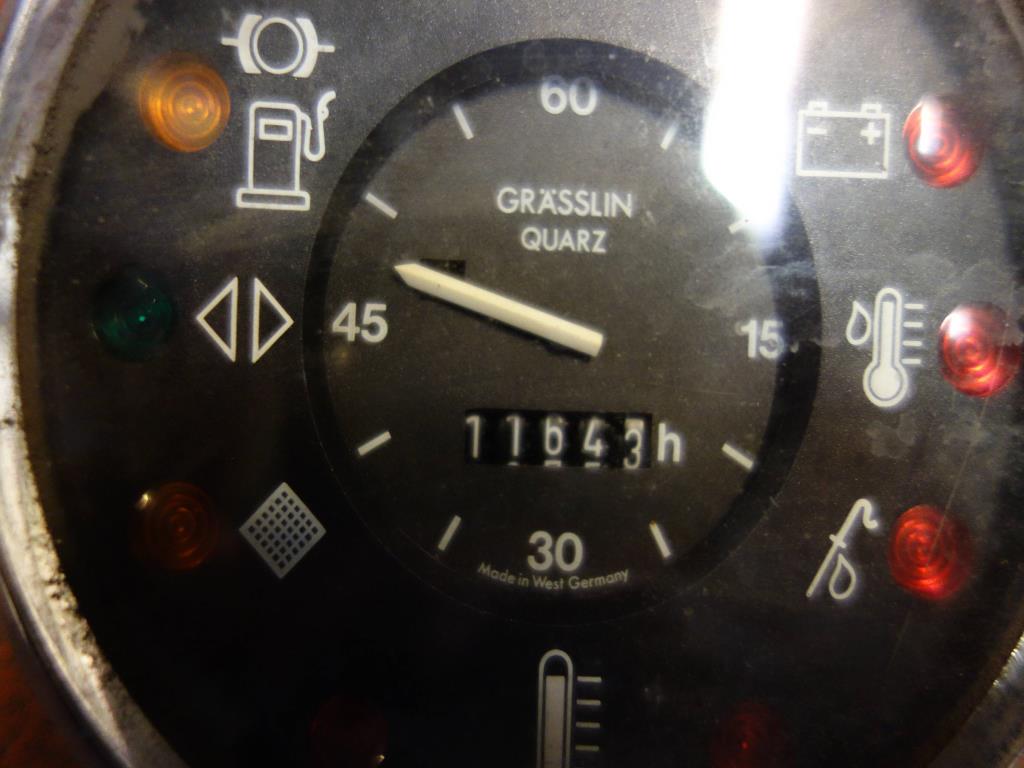 60
GRÄSSLIN
QUARZ
45
15
11643 h
30
Made in West Germany